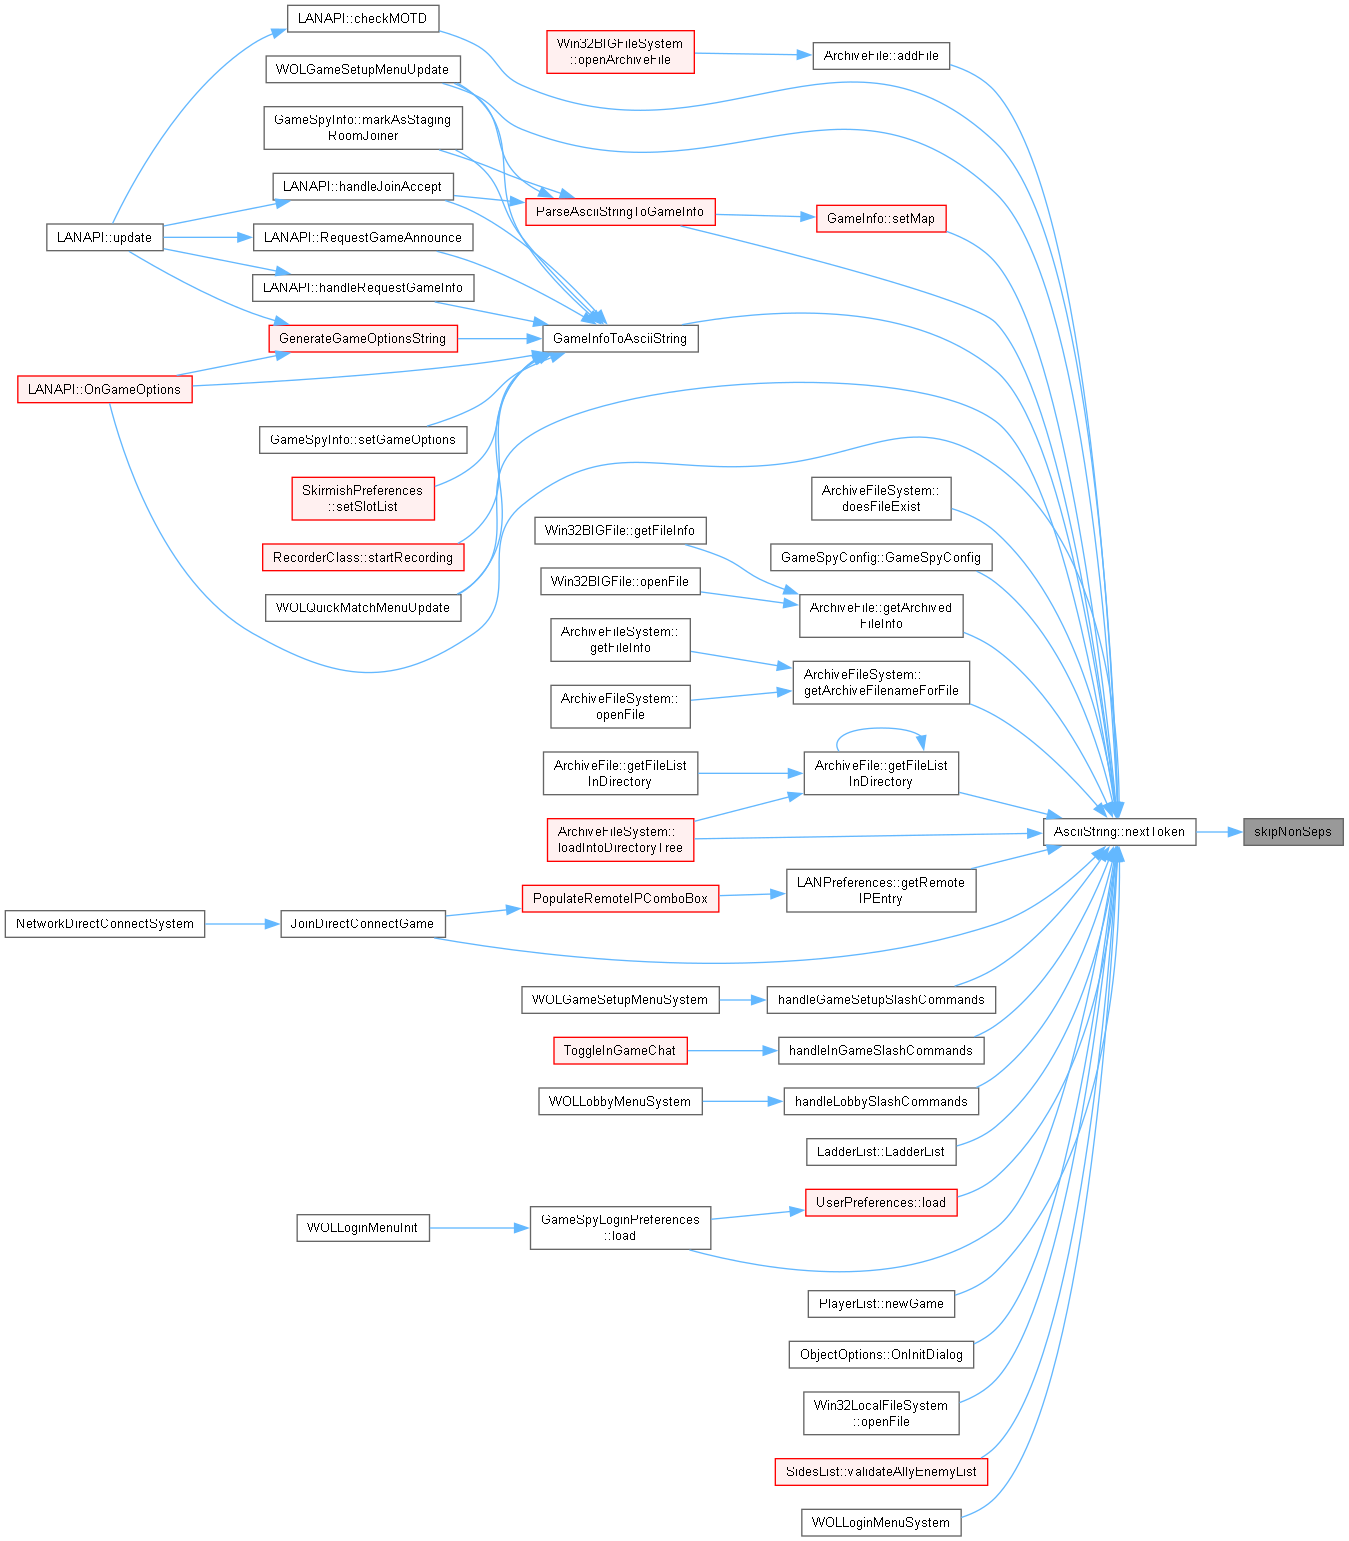 LANAPI::checkMOTD
Win32BIGFileSystem
::openArchiveFile
ArchiveFile::addFile
WOLGameSetupMenuUpdate
GameSpyInfo::markAsStaging
RoomJoiner
LANAPI::handleJoinAccept
ParseAsciiStringToGameInfo
GameInfo::setMap
LANAPI::update
LANAPI::RequestGameAnnounce
LANAPI::handleRequestGameInfo
GenerateGameOptionsString
GameInfoToAsciiString
LANAPI::OnGameOptions
GameSpyInfo::setGameOptions
SkirmishPreferences
::setSlotList
ArchiveFileSystem::
doesFileExist
Win32BIGFile::getFileInfo
RecorderClass::startRecording
GameSpyConfig::GameSpyConfig
Win32BIGFile::openFile
WOLQuickMatchMenuUpdate
ArchiveFile::getArchived
FileInfo
ArchiveFileSystem::
getFileInfo
ArchiveFileSystem::
getArchiveFilenameForFile
ArchiveFileSystem::
openFile
ArchiveFile::getFileList
InDirectory
ArchiveFile::getFileList
InDirectory
ArchiveFileSystem::
loadIntoDirectoryTree
AsciiString::nextToken
skipNonSeps
LANPreferences::getRemote
IPEntry
PopulateRemoteIPComboBox
NetworkDirectConnectSystem
JoinDirectConnectGame
WOLGameSetupMenuSystem
handleGameSetupSlashCommands
ToggleInGameChat
handleInGameSlashCommands
WOLLobbyMenuSystem
handleLobbySlashCommands
LadderList::LadderList
UserPreferences::load
WOLLoginMenuInit
GameSpyLoginPreferences
::load
PlayerList::newGame
ObjectOptions::OnInitDialog
Win32LocalFileSystem
::openFile
SidesList::validateAllyEnemyList
WOLLoginMenuSystem